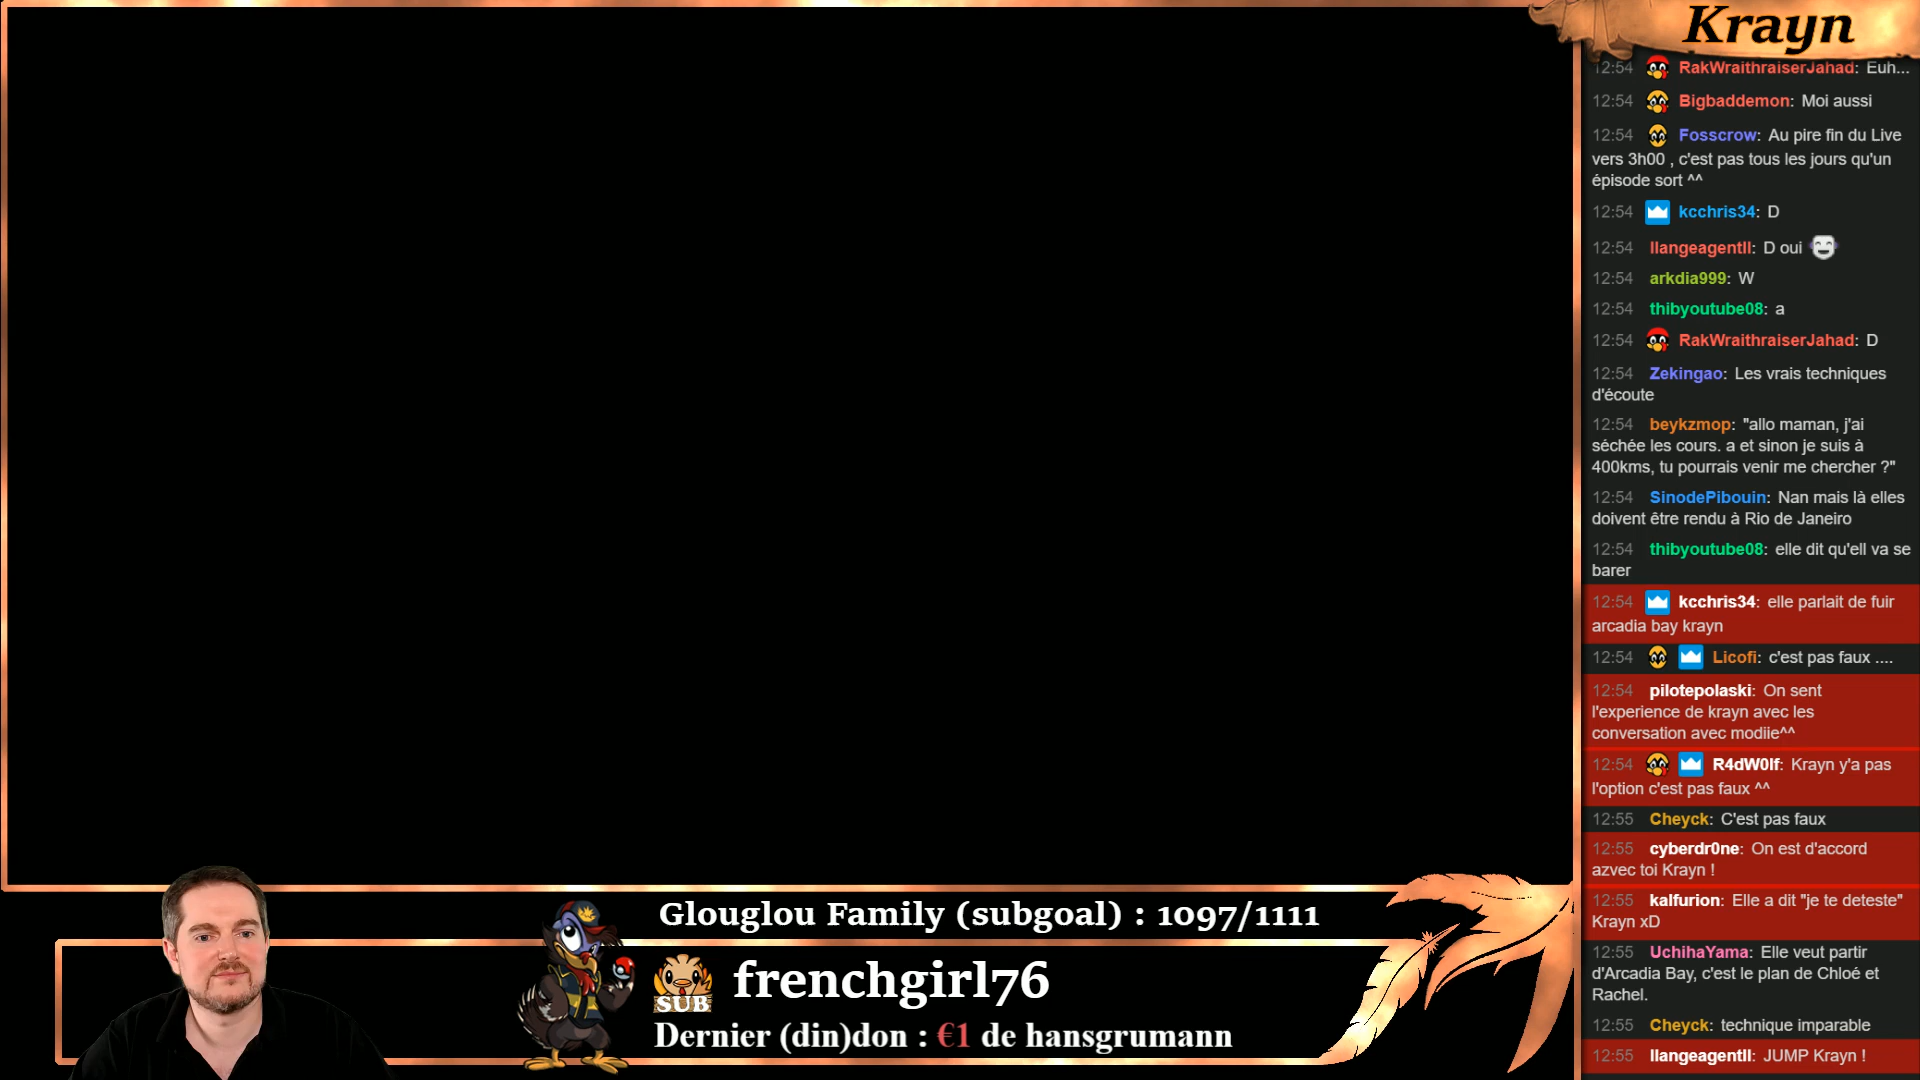 Krayn
12:54 RakWraithraiserJahad: Euh...
12:54 Bigbaddemon: Moi aussi
12:54 Fosscrow: Au pire fin du Live
vers 3h00 , c'est pas tous les jours qu'un
épisode sort ^^
12:54 kcchris34: D
12:54 llangeagentll: D oui
12:54 arkdia999: W
12:54 thibyoutube08: a
12:54 RakWraithraiserJahad: D
12:54 Zekingao: Les vrais techniques
d'écoute
12:54 beykzmop: "allo maman, j'ai
séchée les cours. a et sinon je suis à
400kms, tu pourrais venir me chercher ?"
12:54 SinodePibouin: Nan mais là elles
doivent être rendu à Rio de Janeiro
12:54 thibyoutube08: elle dit qu'ell va se
barer
12:54 kcchris34: elle parlait de fuir
arcadia bay krayn
12:54 Licofi: c'est pas faux ....
12:54 pilotepolaski: On sent
l'experience de krayn avec les
conversation avec modiie^^
12:54 R4dW0lf: Krayn y'a pas
l'option c'est pas faux ^^
12:55 Cheyck: C'est pas faux
12:55 cyberdr0ne: On est d'accord
azvec toi Krayn !
12:55 kalfurion: Elle a dit "je te deteste"
Krayn xD
12:55 UchihaYama: Elle veut partir
d'Arcadia Bay, c'est le plan de Chloé et
Rachel.
12:55 Cheyck: technique imparable
12:55 llangeagentll: JUMP Krayn !
Glouglou Family (subgoal) : 1097/1111
SUB frenchgirl76
Dernier (din)don : €1 de hansgrumann